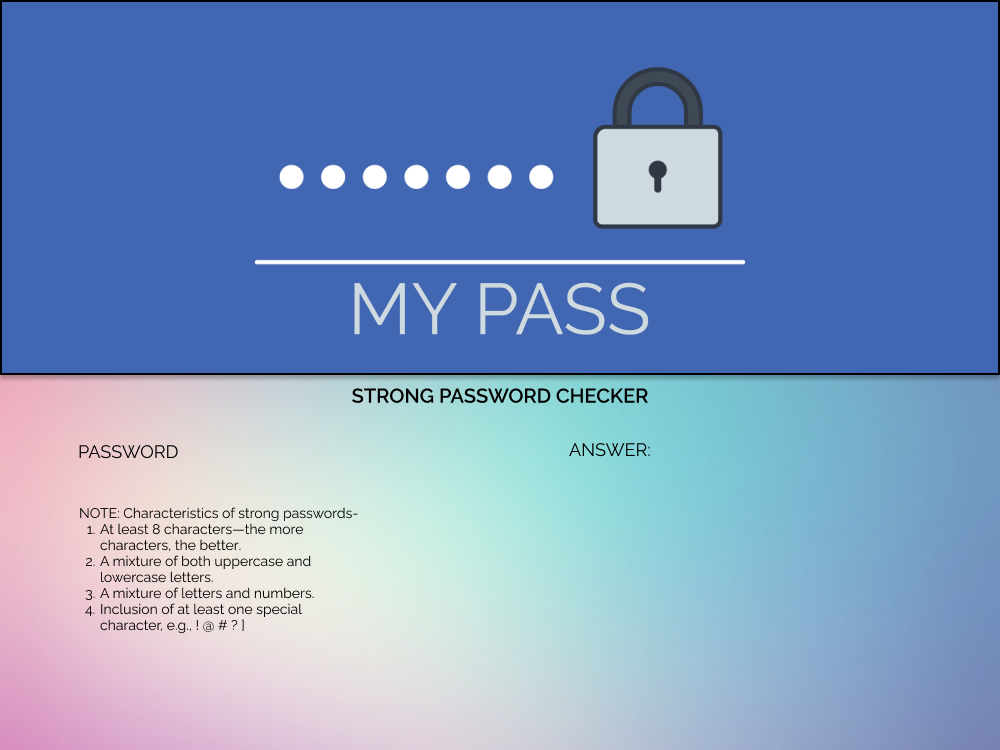 MY PASS
STRONG PASSWORD CHECKER
PASSWORD
ANSWER:
NOTE: Characteristics of strong passwords-
1. At least 8 characters—the more
characters, the better.
2. A mixture of both uppercase and
lowercase letters.
3. A mixture of letters and numbers.
4. Inclusion of at least one special
character, e.g., ! @ # ? ]